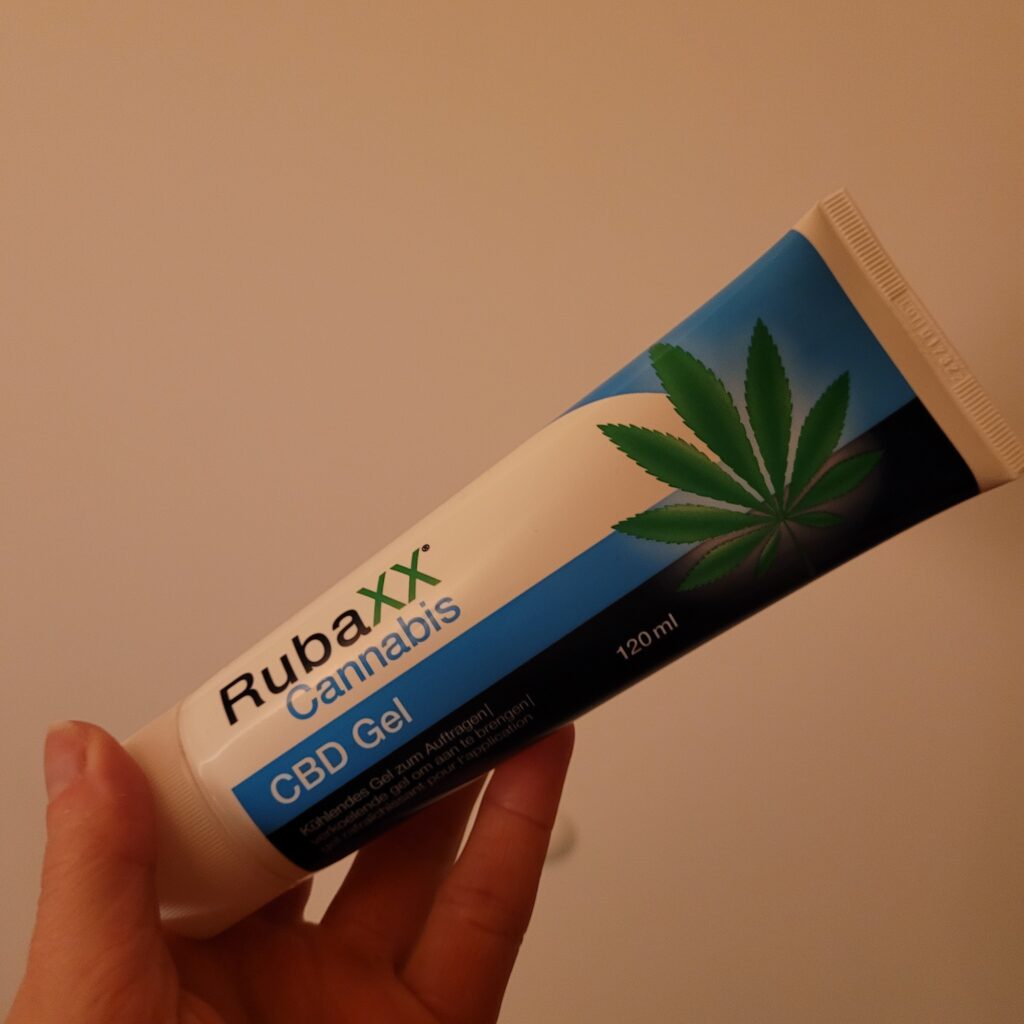 RubaXX®
Cannabis
CBD Gel
Kühlendes Gel zum Auftragen|
verkoelende gel om aan te brengen|
gel rafraîchissant pour l'application
120 ml